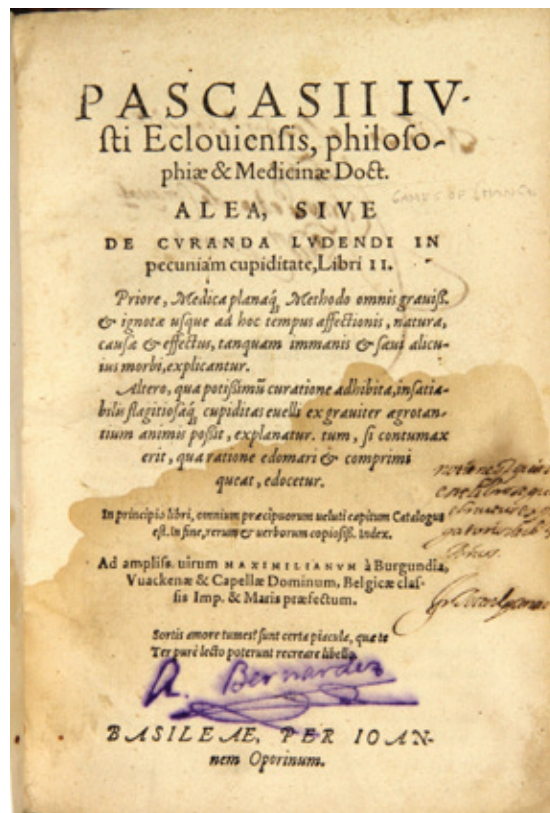 PASCASII IV-
sti Eclouiensis, philoso-
phiæ & Medicinæ Doct.
ALEA, SIVE
GAMES OF CHANCE
DE CVRANDA LVDENDI IN
pecuniam cupiditate, Libri II.
Priore, Medica planaq́; Methodo omnis grauiß.
& ignotæ usque ad hoc tempus affectionis, natura,
causæ & effectus, tanquam immanis & sæui alicu-
ius morbi, explicantur.
Altero, qua potißimū curatione adhibita, insatia-
bilis flagitiosaq́; cupiditas euelli ex grauiter ægrotan-
tium animis poßit, explanatur. tum, si contumax
erit, qua ratione edomari & comprimi
queat, edocetur.
In principio libri, omnium præcipuorum ueluti capitum Catalogus
est. In fine, rerum & uerborum copiosiß. Index.
Ad ampliss. uirum MAXIMILIANVM à Burgundia,
Vuackenæ & Capellæ Dominum, Belgicæ clas-
sis Imp. & Maris præfectum.
Sortis amore tumes? sunt certa piacula, quæ te
Ter purè lecto poterunt recreare libello.
A. Bernardez
BASILEAE, PER IOAN-
nem Oporinum.